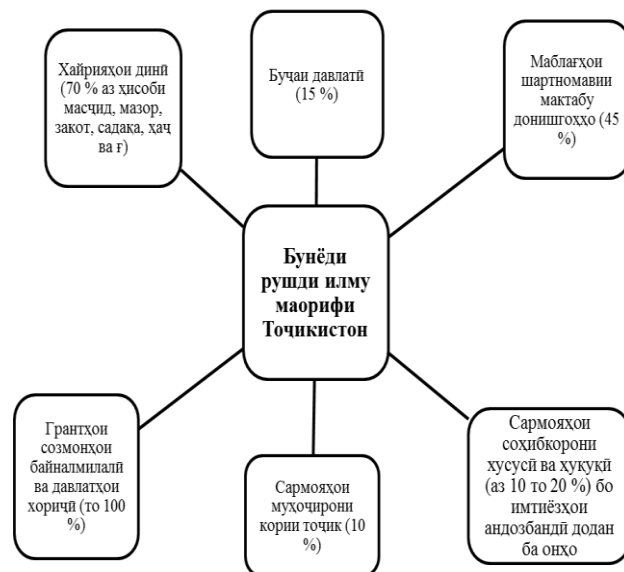 Хайрияҳои динӣ
(70 % аз ҳисоби
масҷид, мазор,
закот, садақа, ҳаҷ
ва ғ)
Буҷаи давлатӣ
(15 %)
Маблағҳои
шартномавии
мактабу
донишгоҳҳо (45
%)
Бунёди
рушди илму
маорифи
Тоҷикистон
Грантҳои
созмонҳои
байналмилалӣ
ва давлатҳои
хориҷӣ (то 100
%)
Сармояҳои
муҳоҷирони
кории тоҷик (10
%)
Сармояҳои
соҳибкорони
хусусӣ ва ҳуқуқӣ
(аз 10 то 20 %) бо
имтиёзҳои
андозбандӣ додан
ба онҳо